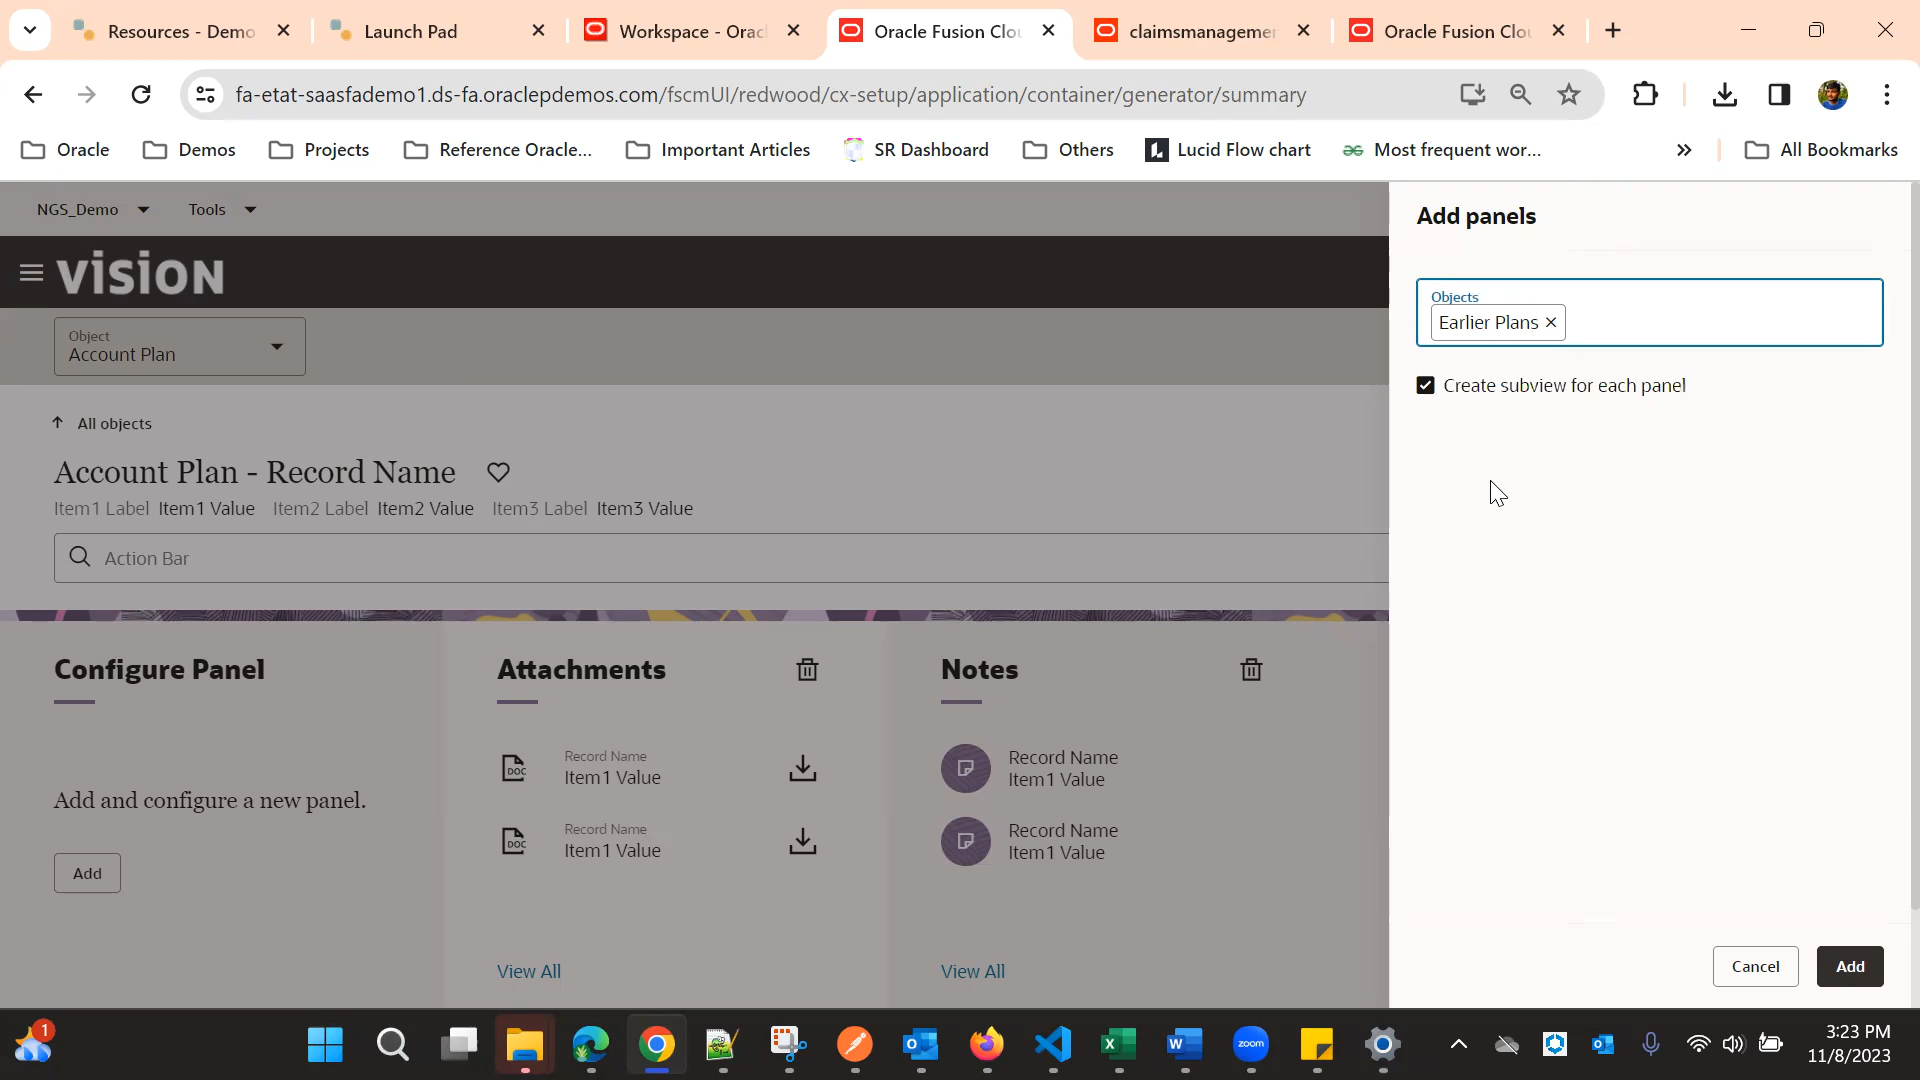 Resources - Demo
Launch Pad
Workspace - Orac
Oracle Fusion Clou
claimsmanagemen
Oracle Fusion Clou
fa-etat-saasfademo1.ds-fa.oraclepdemos.com/fscmUI/redwood/cx-setup/application/container/generator/summary
Oracle
Demos
Projects
Reference Oracle...
Important Articles
SR Dashboard
Others
Lucid Flow chart
Most frequent wor...
All Bookmarks
NGS_Demo
Tools
vision
Object
Account Plan
All objects
Account Plan - Record Name
Item1 Label Item1 Value Item2 Label Item2 Value Item3 Label Item3 Value
Action Bar
Configure Panel
Add and configure a new panel.
Add
Attachments
Record Name
Item1 Value
Record Name
Item1 Value
View All
Notes
Record Name
Item1 Value
Record Name
Item1 Value
View All
Add panels
Objects
Earlier Plans
Create subview for each panel
Cancel
Add
1
zoom
3:23 PM
11/8/2023